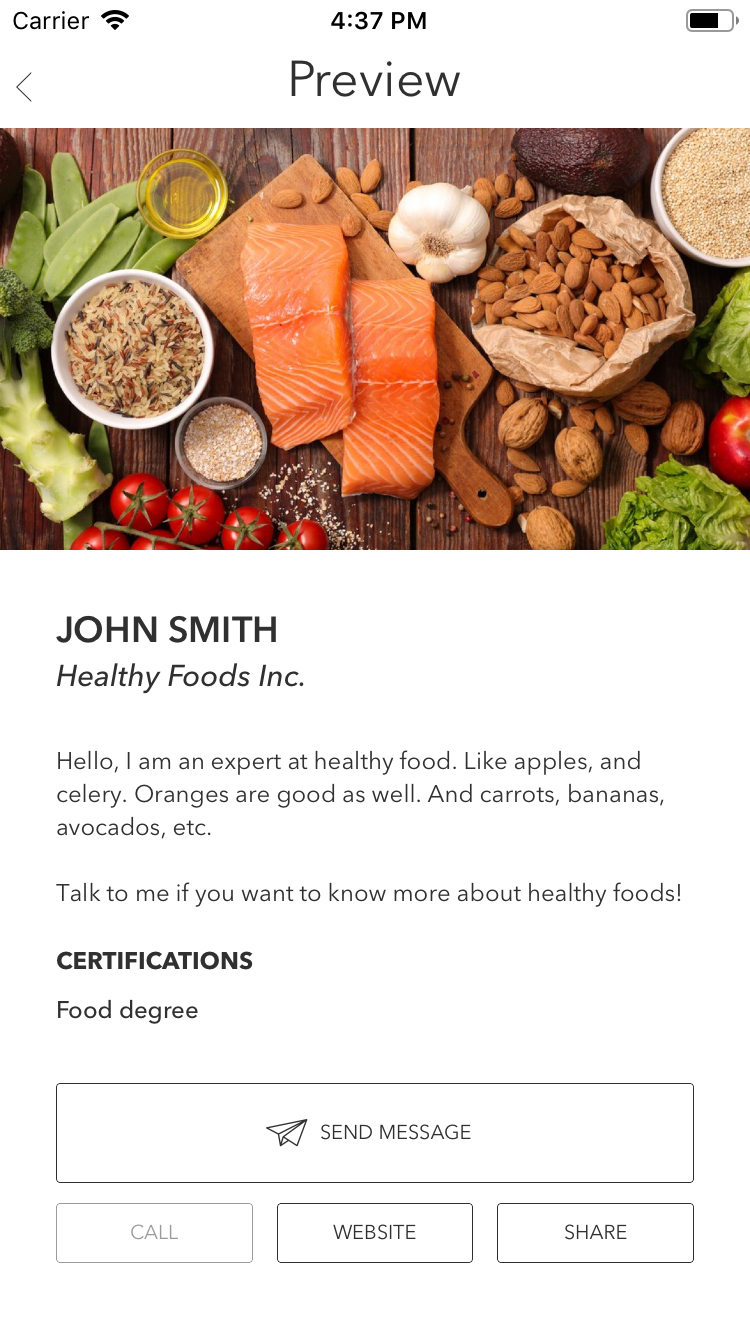 Carrier 4:37 PM
Preview
JOHN SMITH
Healthy Foods Inc.
Hello, I am an expert at healthy food. Like apples, and
celery. Oranges are good as well. And carrots, bananas,
avocados, etc.
Talk to me if you want to know more about healthy foods!
CERTIFICATIONS
Food degree
SEND MESSAGE
CALL WEBSITE SHARE